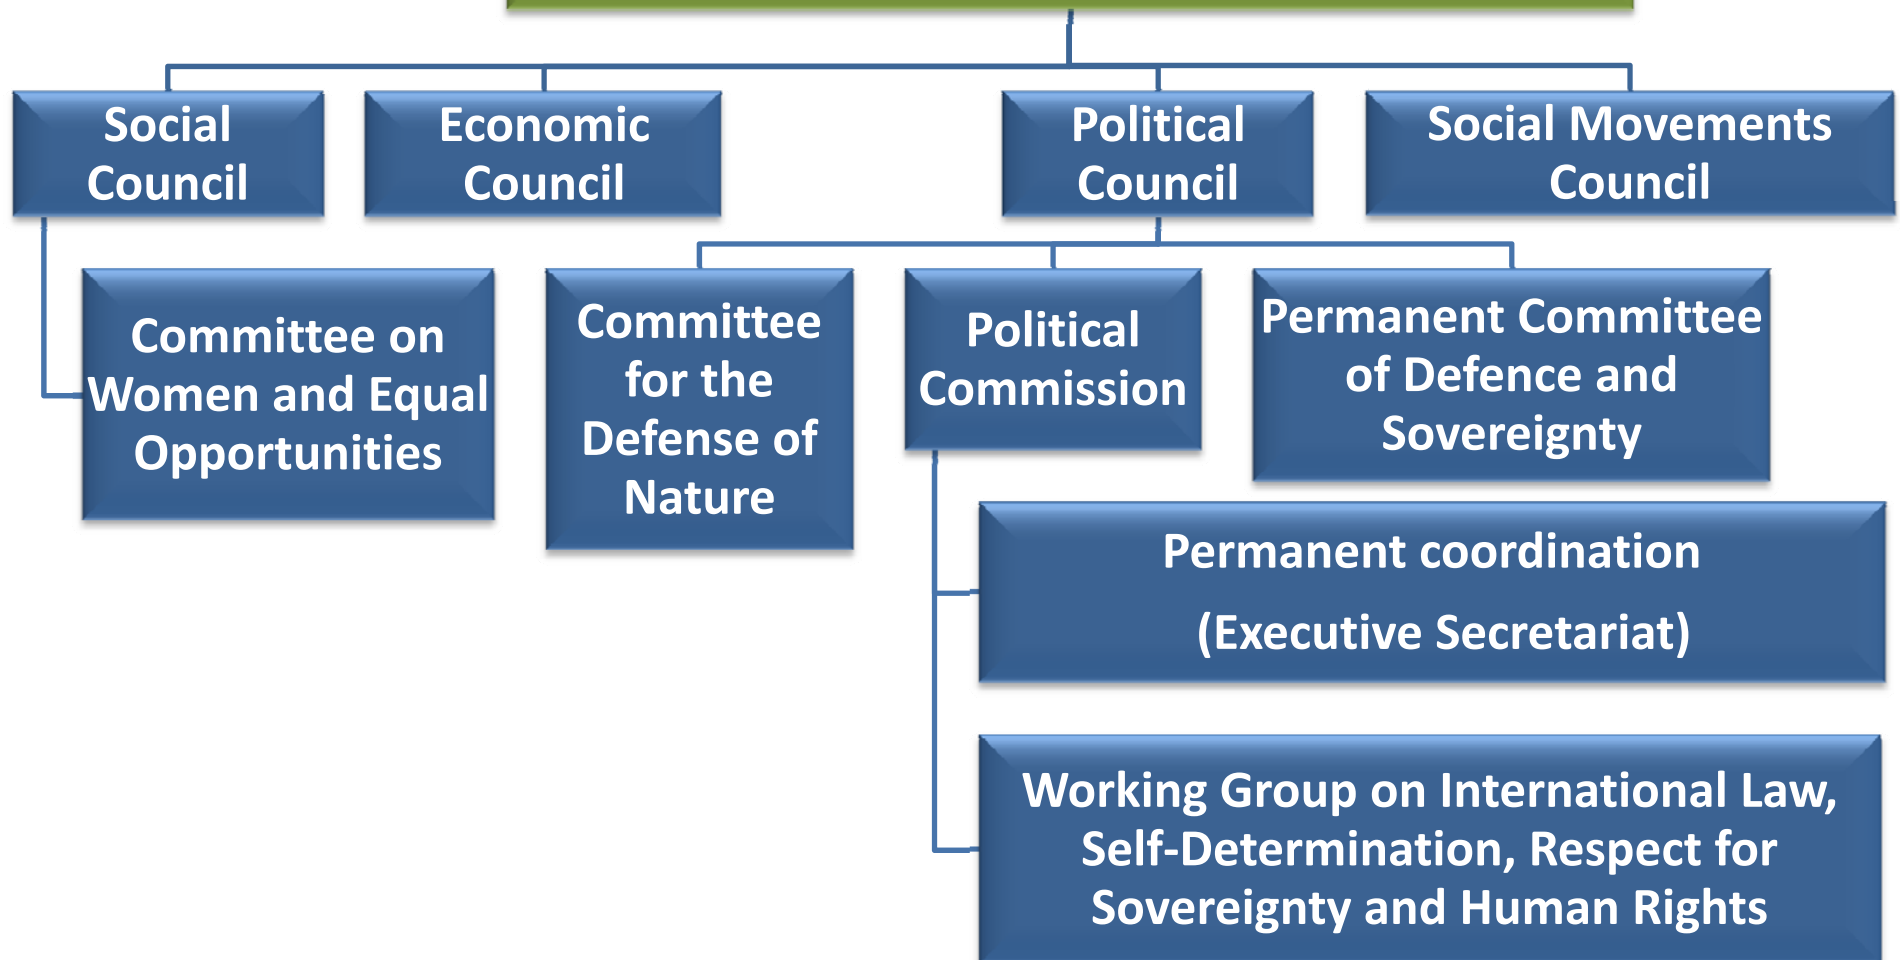 Social
Council
Economic
Council
Political
Council
Social Movements
Council
Committee on
Women and Equal
Opportunities
Committee
for the
Defense of
Nature
Political
Commission
Permanent Committee
of Defence and
Sovereignty
Permanent coordination
(Executive Secretariat)
Working Group on International Law,
Self-Determination, Respect for
Sovereignty and Human Rights